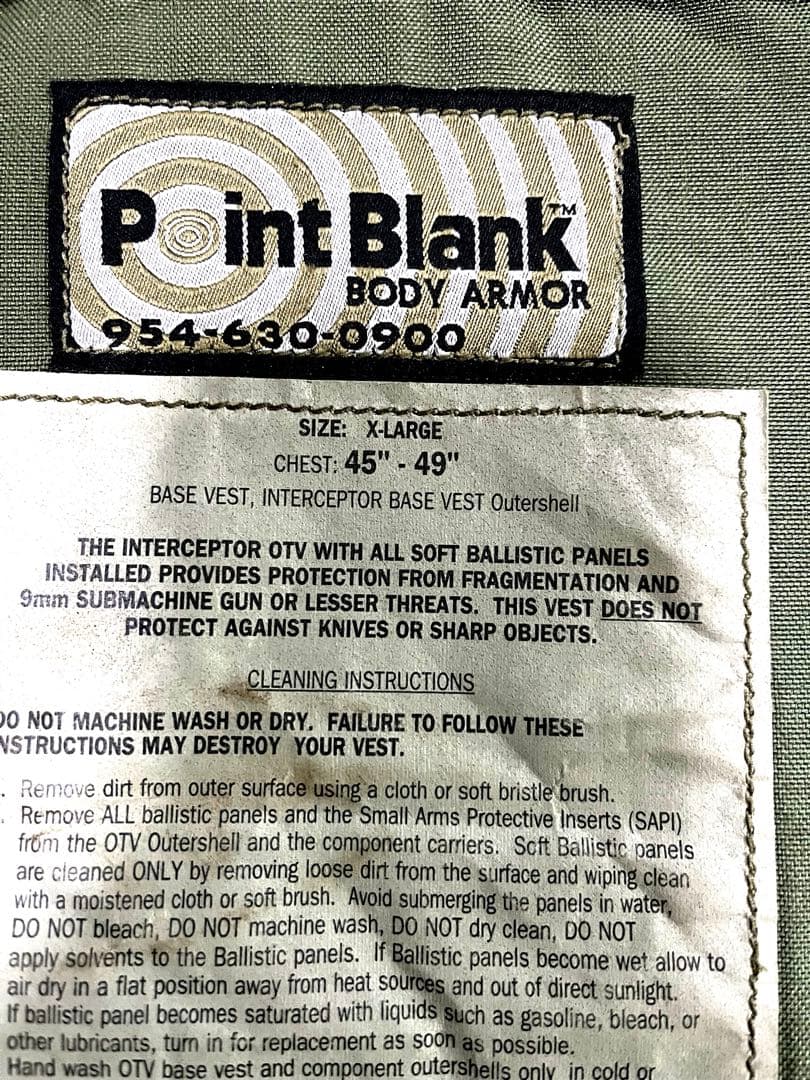 Point Blank™
BODY ARMOR
954-630-0900
SIZE: X-LARGE
CHEST: 45" - 49"
BASE VEST, INTERCEPTOR BASE VEST Outershell
THE INTERCEPTOR OTV WITH ALL SOFT BALLISTIC PANELS
INSTALLED PROVIDES PROTECTION FROM FRAGMENTATION AND
9mm SUBMACHINE GUN OR LESSER THREATS. THIS VEST DOES NOT
PROTECT AGAINST KNIVES OR SHARP OBJECTS.
CLEANING INSTRUCTIONS
DO NOT MACHINE WASH OR DRY. FAILURE TO FOLLOW THESE
NSTRUCTIONS MAY DESTROY YOUR VEST.
. Remove dirt from outer surface using a cloth or soft bristle brush.
. Remove ALL ballistic panels and the Small Arms Protective Inserts (SAPI)
from the OTV Outershell and the component carriers. Soft Ballistic panels
are cleaned ONLY by removing loose dirt from the surface and wiping clean
with a moistened cloth or soft brush. Avoid submerging the panels in water,
DO NOT bleach, DO NOT machine wash, DO NOT dry clean, DO NOT
apply solvents to the Ballistic panels. If Ballistic panels become wet allow to
air dry in a flat position away from heat sources and out of direct sunlight.
If ballistic panel becomes saturated with liquids such as gasoline, bleach, or
other lubricants, turn in for replacement as soon as possible.
Hand wash OTV base vest and component outershells only in cold or